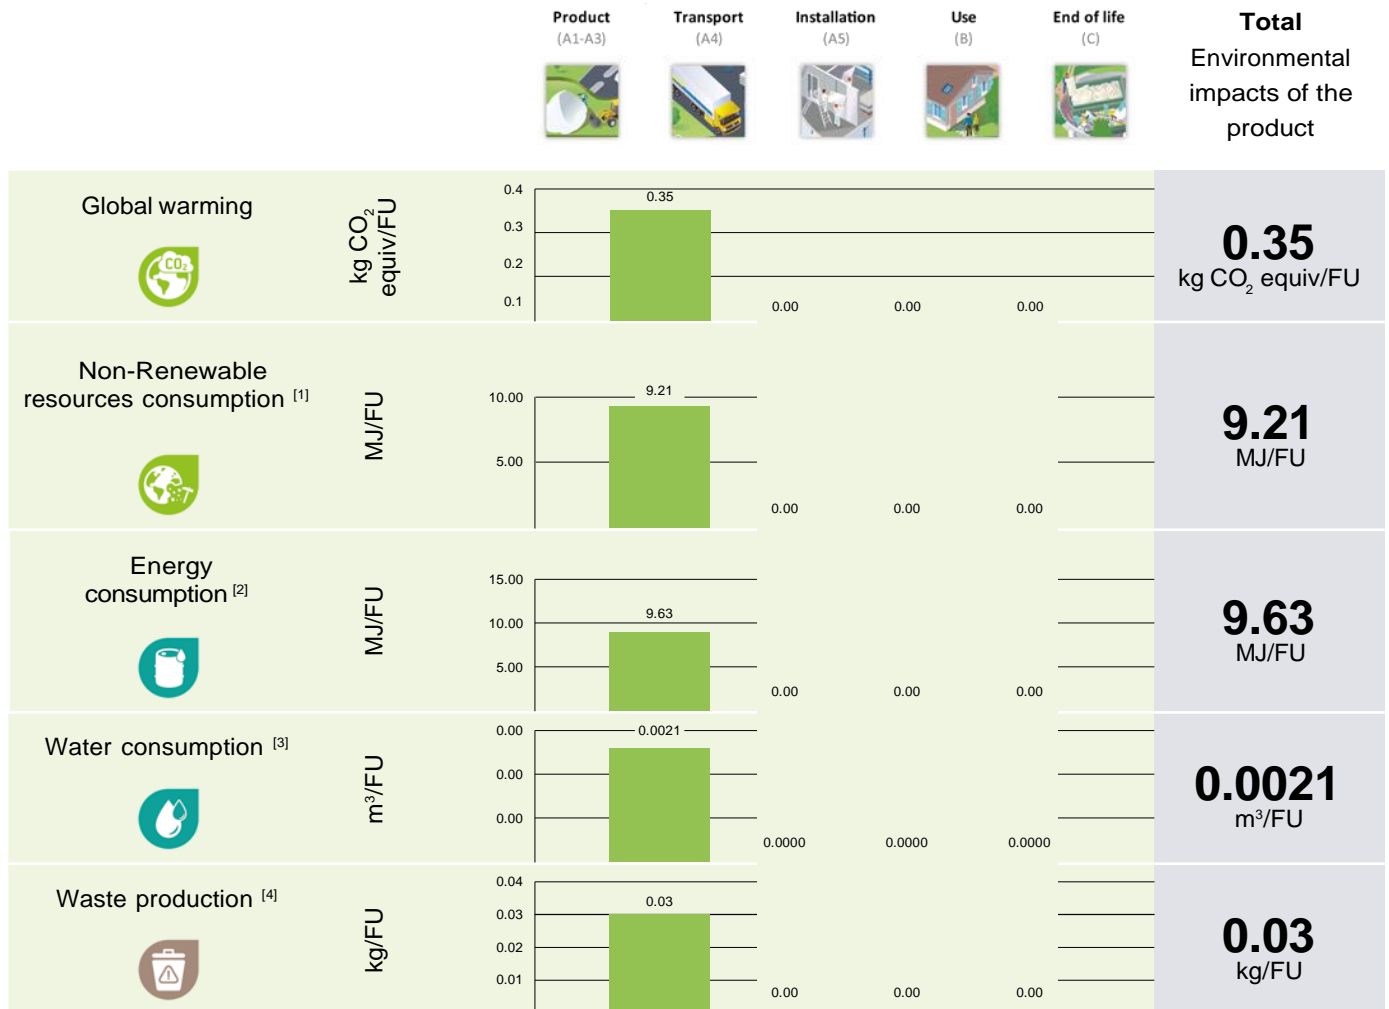 Product
(A1-A3)
Transport
(A4)
Installation
(A5)
Use
(B)
End of life
(C)
Total
Environmental
impacts of the
product
Global warming
CO₂
kg CO₂
equiv/FU
0.4
0.3
0.2
0.1
0.35
0.00
0.00
0.00
0.35
kg CO₂ equiv/FU
Non-Renewable
resources consumption [1]
MJ/FU
10.00
5.00
9.21
0.00
0.00
0.00
9.21
MJ/FU
Energy
consumption [2]
MJ/FU
15.00
10.00
5.00
9.63
0.00
0.00
0.00
9.63
MJ/FU
Water consumption [3]
m³/FU
0.00
0.00
0.00
0.0021
0.0000
0.0000
0.0000
0.0021
m³/FU
Waste production [4]
kg/FU
0.04
0.03
0.02
0.01
0.03
0.00
0.00
0.00
0.03
kg/FU